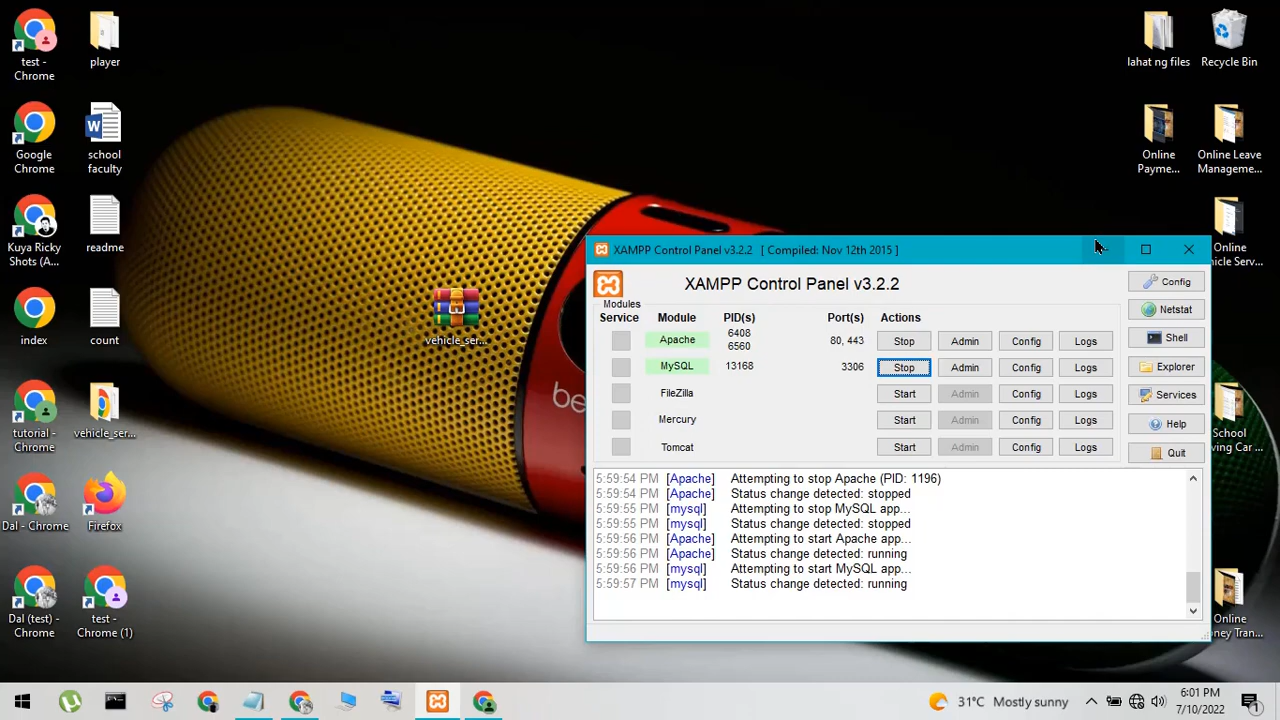 test -
Chrome
player
Google
Chrome
school
faculty
Kuya Ricky
Shots (A...
readme
index
count
tutorial -
Chrome
vehicle_ser...
Dal - Chrome
Firefox
Dal (test) -
Chrome
test -
Chrome (1)
vehicle_ser...
be
lahat ng files
Recycle Bin
Online
Payme...
Online Leave
Manageme...
Online
hicle Serv...
School
ving Car ...
Online
ney Tran...
XAMPP Control Panel v3.2.2 [ Compiled: Nov 12th 2015 ]
XAMPP Control Panel v3.2.2
Config
Modules
Service Module PID(s) Port(s) Actions
Netstat
Apache 6408 6560 80, 443 Stop Admin Config Logs
Shell
MySQL 13168 3306 Stop Admin Config Logs
Explorer
FileZilla Start Admin Config Logs
Services
Mercury Start Admin Config Logs
Help
Tomcat Start Admin Config Logs
Quit
5:59:54 PM [Apache] Attempting to stop Apache (PID: 1196)
5:59:54 PM [Apache] Status change detected: stopped
5:59:55 PM [mysql] Attempting to stop MySQL app...
5:59:55 PM [mysql] Status change detected: stopped
5:59:56 PM [Apache] Attempting to start Apache app...
5:59:56 PM [Apache] Status change detected: running
5:59:56 PM [mysql] Attempting to start MySQL app...
5:59:57 PM [mysql] Status change detected: running
31°C Mostly sunny
6:01 PM
7/10/2022
1